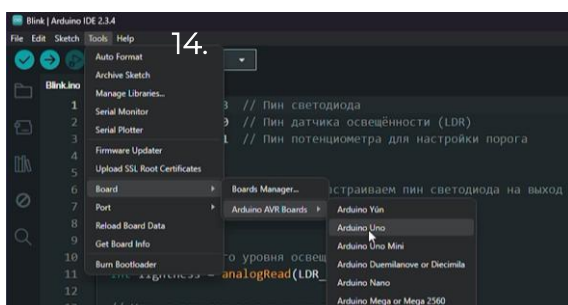 Blink | Arduino IDE 2.3.4
File Edit Sketch Tools Help
14.
Auto Format
Archive Sketch
Manage Libraries...
Serial Monitor
Serial Plotter
Firmware Updater
Upload SSL Root Certificates
Board
Port
Reload Board Data
Get Board Info
Burn Bootloader
Boards Manager...
Arduino AVR Boards
Arduino Yún
Arduino Uno
Arduino Uno Mini
Arduino Duemilanove or Diecimila
Arduino Nano
Arduino Mega or Mega 2560
Blink.ino
1 // Пин светодиода
2 // Пин датчика освещённости (LDR)
3 // Пин потенциометра для настройки порога
4
5
6 страиваем пин светодиода на выход
7
8
9
10 го уровня освещ
11 = analogRead(LDR_
12